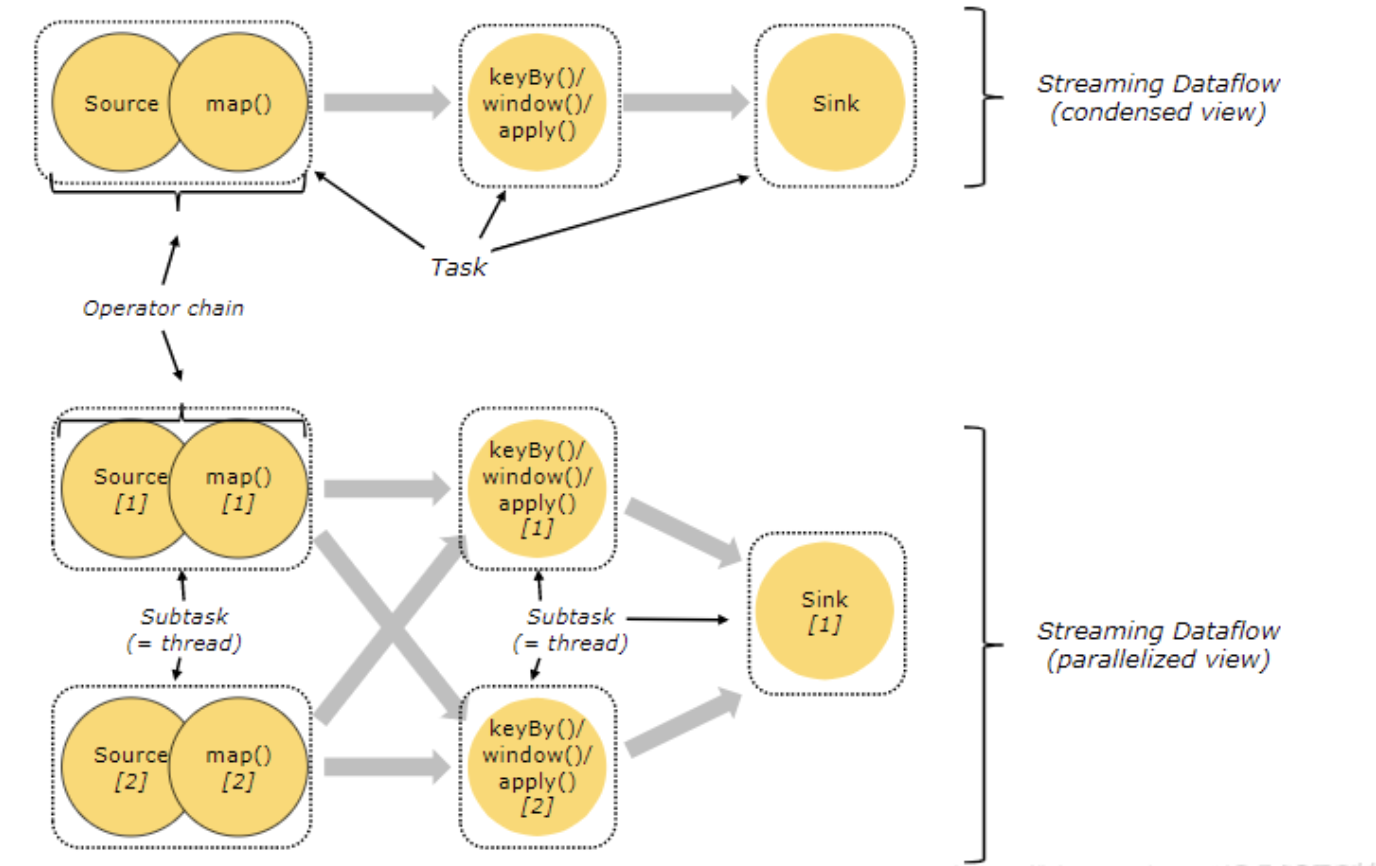 Source
map()
keyBy()/
window()/
apply()
Sink
Streaming Dataflow
(condensed view)
Task
Operator chain
Source
[1]
map()
[1]
keyBy()/
window()/
apply()
[1]
Subtask
(= thread)
Subtask
(= thread)
Sink
[1]
Streaming Dataflow
(parallelized view)
Source
[2]
map()
[2]
keyBy()/
window()/
apply()
[2]